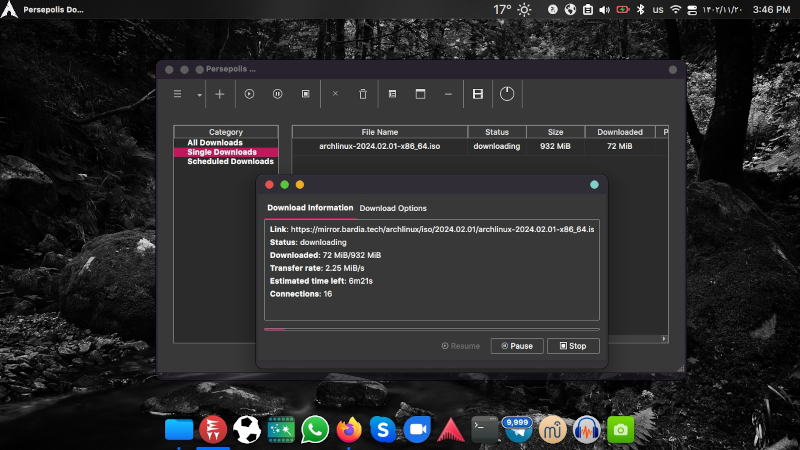 Persepolis Do...
17°
us
۱۴۰۲/۱۱/۲۰
3:46 PM
Persepolis ...
Category
All Downloads
Single Downloads
Scheduled Downloads
File Name Status Size Downloaded P
archlinux-2024.02.01-x86_64.iso downloading 932 MiB 72 MiB
Download Information Download Options
Link: https://mirror.bardia.tech/archlinux/iso/2024.02.01/archlinux-2024.02.01-x86_64.is
Status: downloading
Downloaded: 72 MiB/932 MiB
Transfer rate: 2.25 MiB/s
Estimated time left: 6m21s
Connections: 16
Resume Pause Stop
9,999